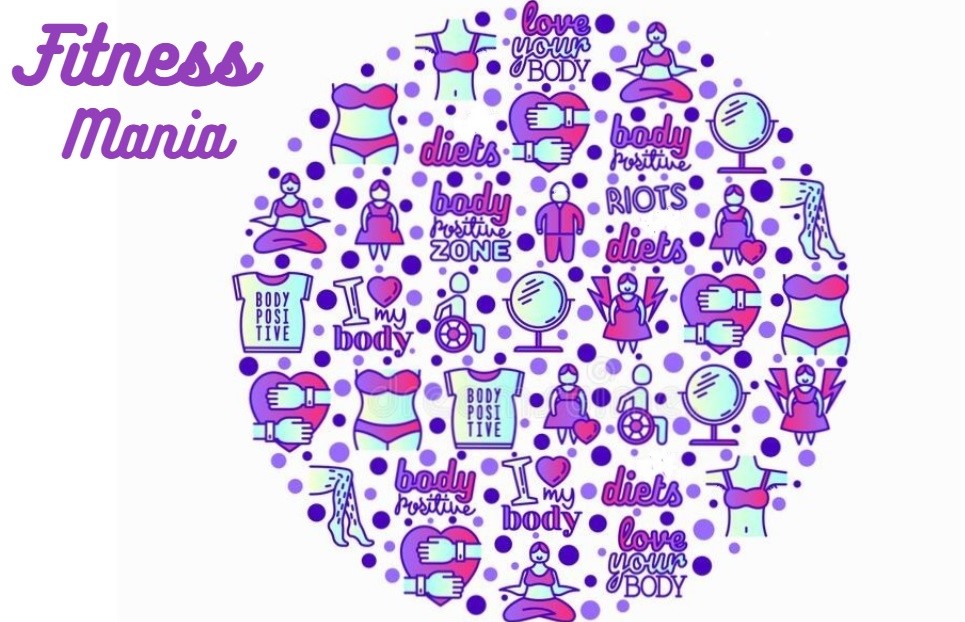 Fitness
Mania
love
your
BODY
diets
body
positive
body
positive
ZONE
RIOTS
diets
BODY
POSI
TIVE
I my
body
BODY
POSI
TIVE
body
positive
I my
body
diets
love
your
BODY